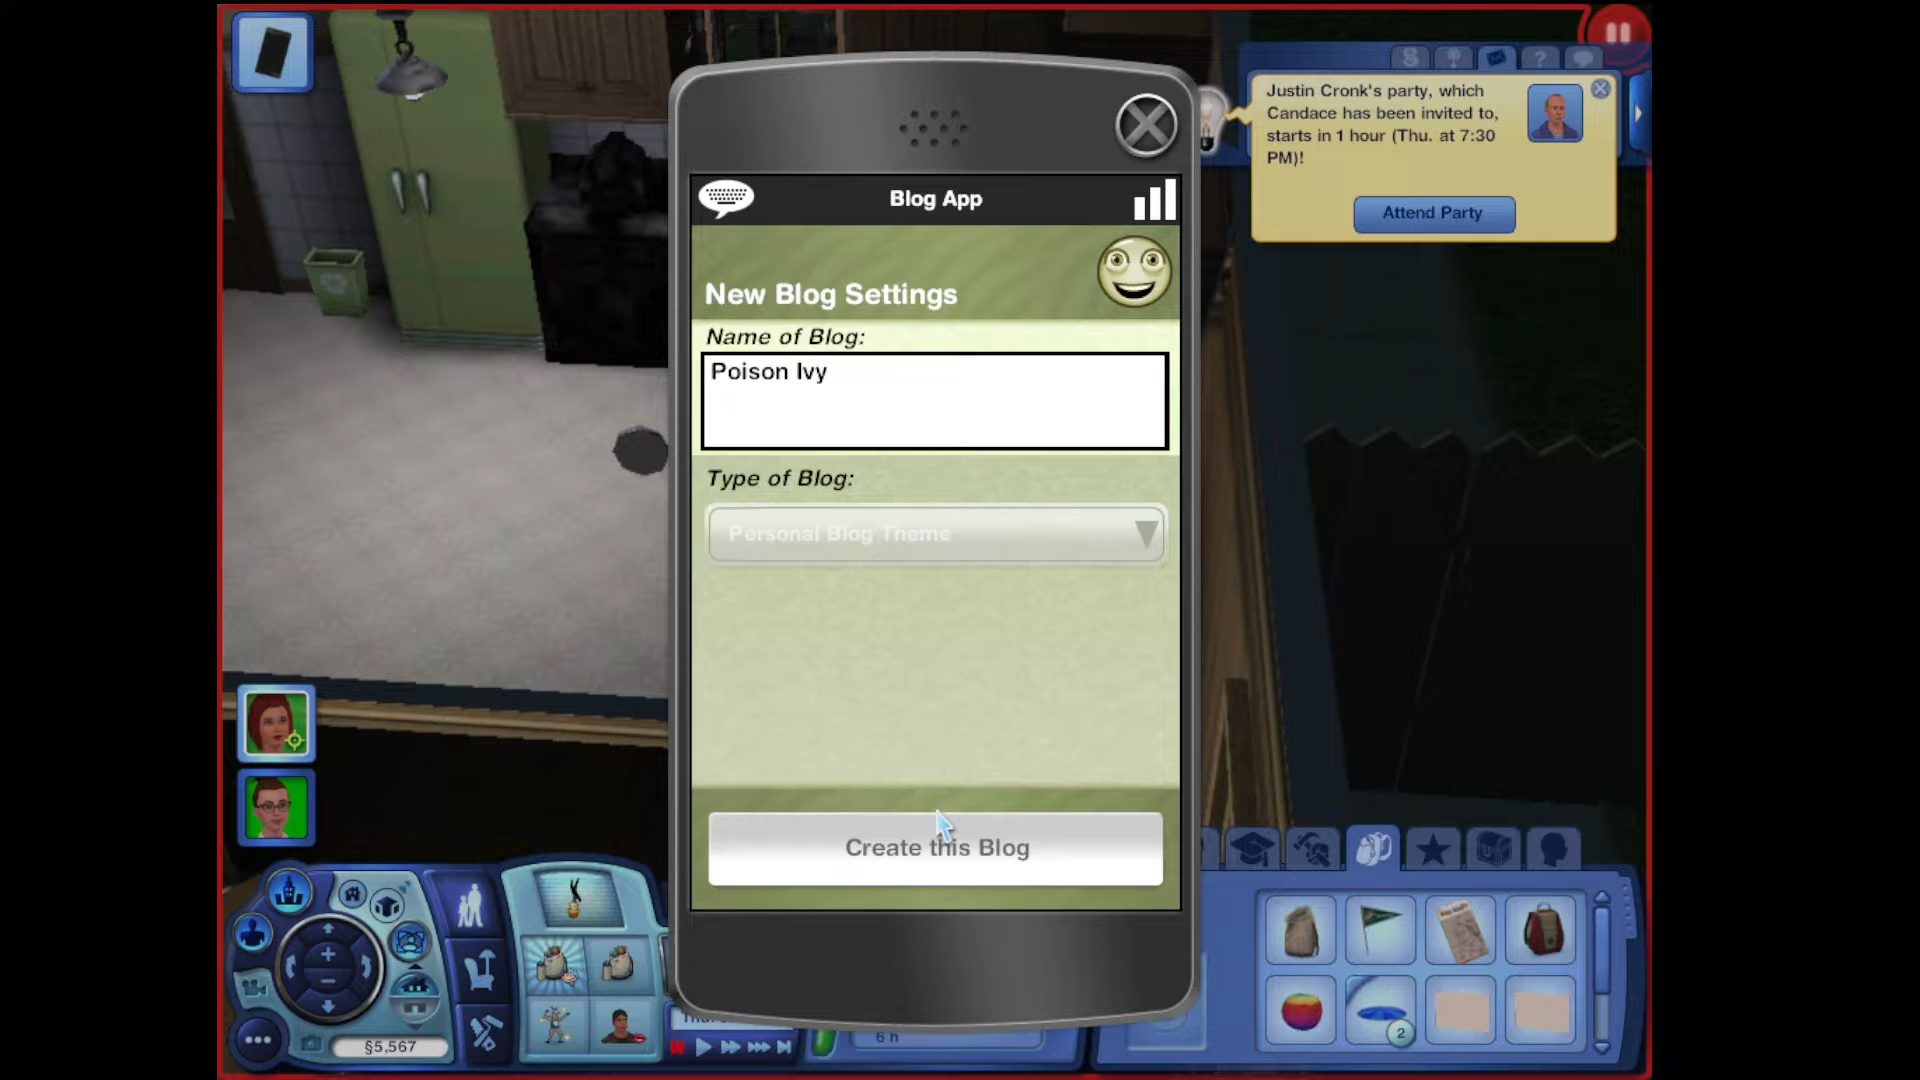 Justin Cronk's party, which
Candace has been invited to,
starts in 1 hour (Thu. at 7:30
PM)!
Attend Party
Blog App
New Blog Settings
Name of Blog:
Poison Ivy
Type of Blog:
Personal Blog Theme
Create this Blog
§5,567
6 h
2